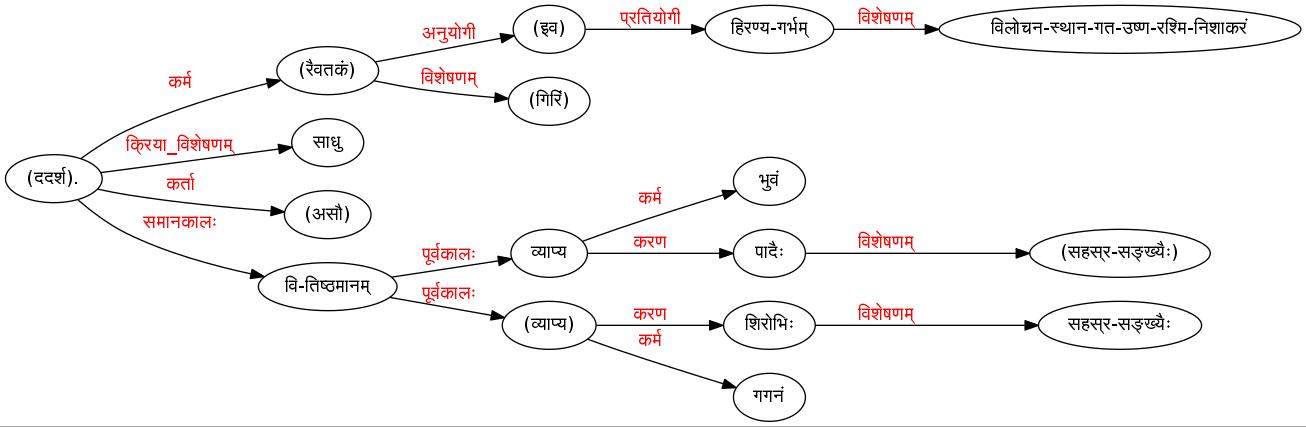 (इव)
प्रतियोगी
हिरण्य-गर्भम्
विशेषणम्
विलोचन-स्थान-गत-उष्ण-रश्मि-निशाकरं
अनुयोगी
(रैवतकं)
विशेषणम्
(गिरिं)
कर्म
क्रिया_विशेषणम्
साधु
(ददर्श).
कर्ता
(असौ)
समानकालः
वि-तिष्ठमानम्
पूर्वकालः
व्याप्य
कर्म
भुवं
करण
पादैः
विशेषणम्
(सहस्र-सङ्ख्यैः)
पूर्वकालः
(व्याप्य)
करण
शिरोभिः
विशेषणम्
सहस्र-सङ्ख्यैः
कर्म
गगनं